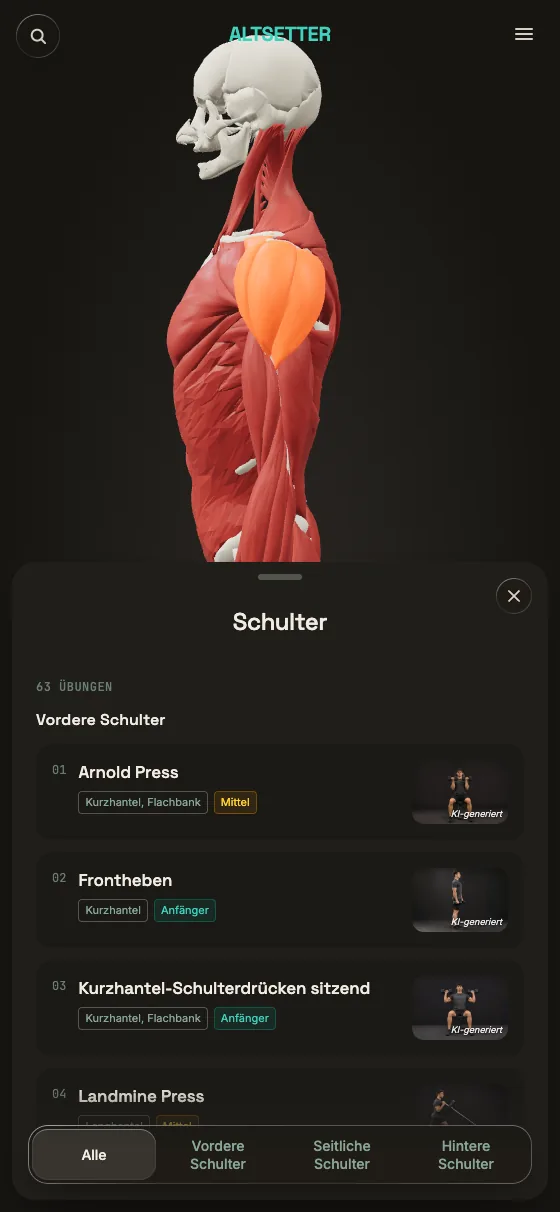 ALTSETTER
Schulter
63 ÜBUNGEN
Vordere Schulter
01 Arnold Press
Kurzhantel, Flachbank Mittel
KI-generiert
02 Frontheben
Kurzhantel Anfänger
KI-generiert
03 Kurzhantel-Schulterdrücken sitzend
Kurzhantel, Flachbank Anfänger
KI-generiert
04 Landmine Press
Langhantel Mittel
Alle
Vordere
Schulter
Seitliche
Schulter
Hintere
Schulter